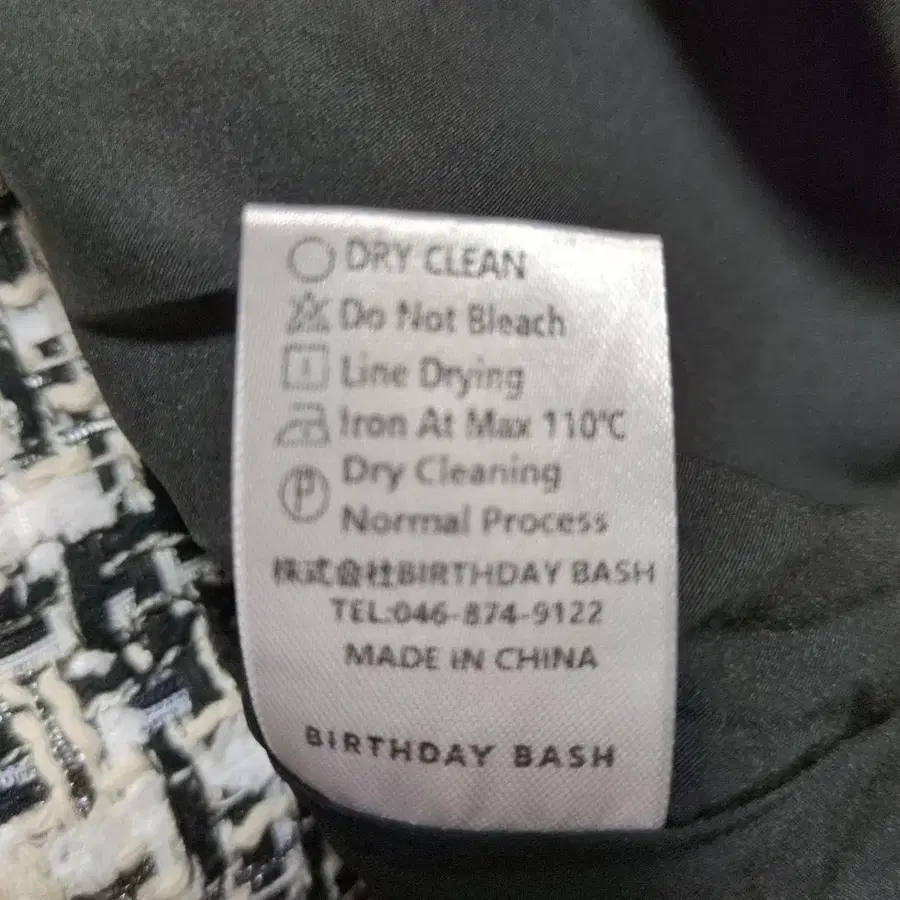 DRY CLEAN
Do Not Bleach
Line Drying
Iron At Max 110°C
P Dry Cleaning
Normal Process
株式会社BIRTHDAY BASH
TEL:046-874-9122
MADE IN CHINA
BIRTHDAY BASH